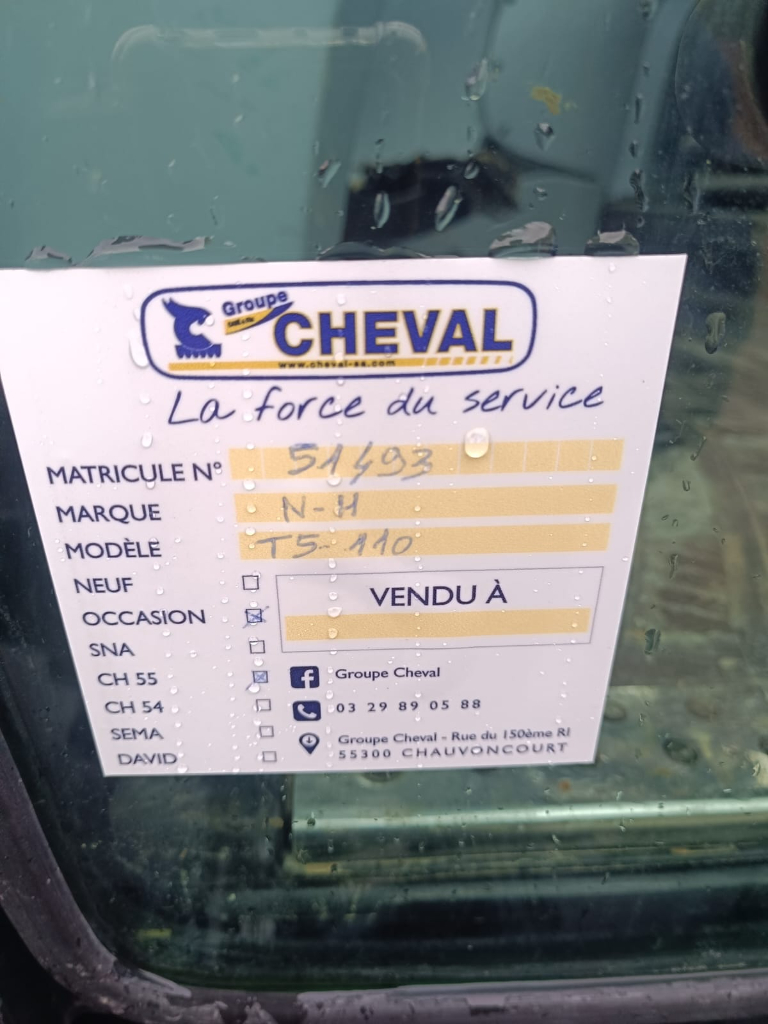 Groupe
CHEVAL
www.cheval-sa.com
La force du service
MATRICULE N° 51493
MARQUE N-H
MODÈLE T5-110
NEUF
OCCASION
SNA
CH 55
CH 54
SEMA
DAVID
VENDU À
Groupe Cheval
03 29 89 05 88
Groupe Cheval - Rue du 150ème RI
55300 CHAUVONCOURT